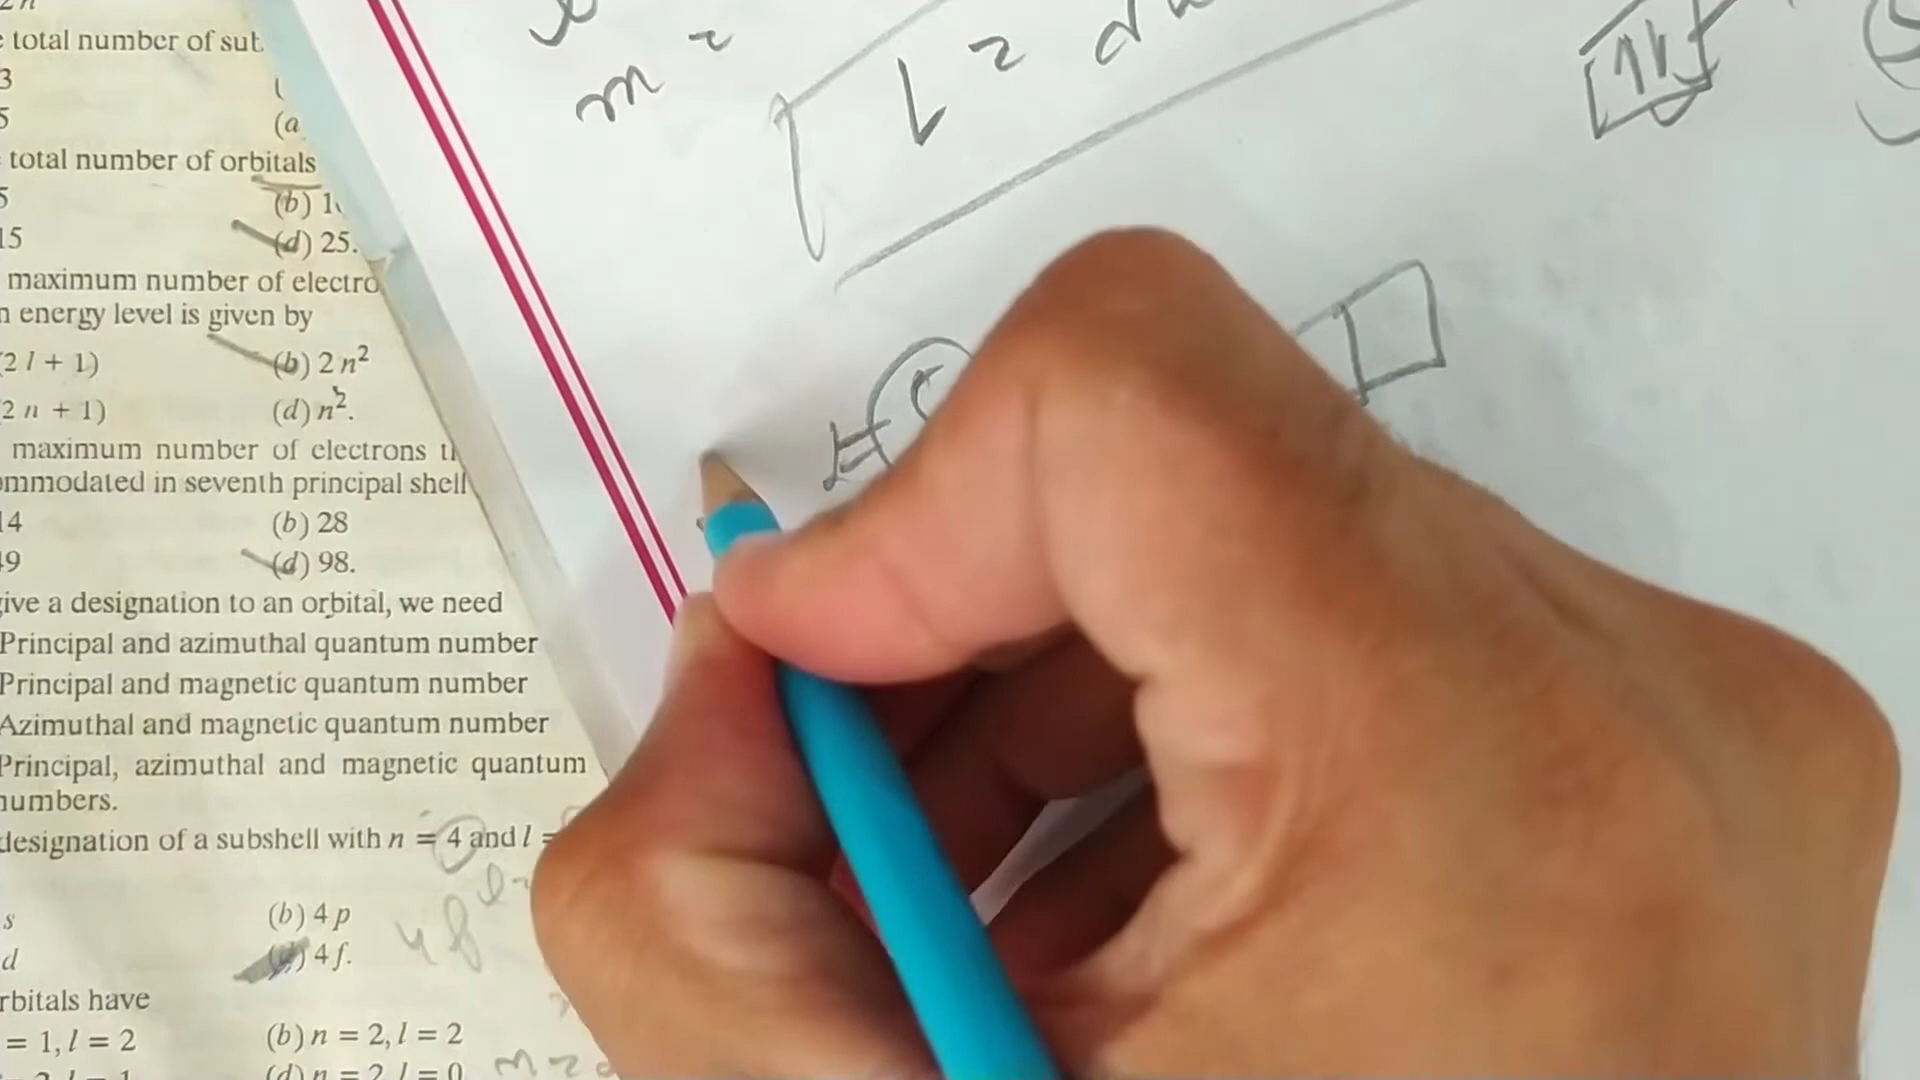 total number of sub
3
5
(a
total number of orbitals
5
(b) 1
15
(d) 25.
maximum number of electro
n energy level is given by
(2 l + 1)
(b) 2 n²
2 n + 1)
(d) n².
maximum number of electrons
ommodated in seventh principal shell
14
(b) 28
49
(d) 98.
give a designation to an orbital, we need
Principal and azimuthal quantum number
Principal and magnetic quantum number
Azimuthal and magnetic quantum number
Principal, azimuthal and magnetic quantum
numbers.
designation of a subshell with n = 4 and l =
s
(b) 4 p
d
4 f.
4f
rbitals have
= 1, l = 2
(b) n = 2, l = 2
(d) n = 2, l = 0
m =
m =
L =